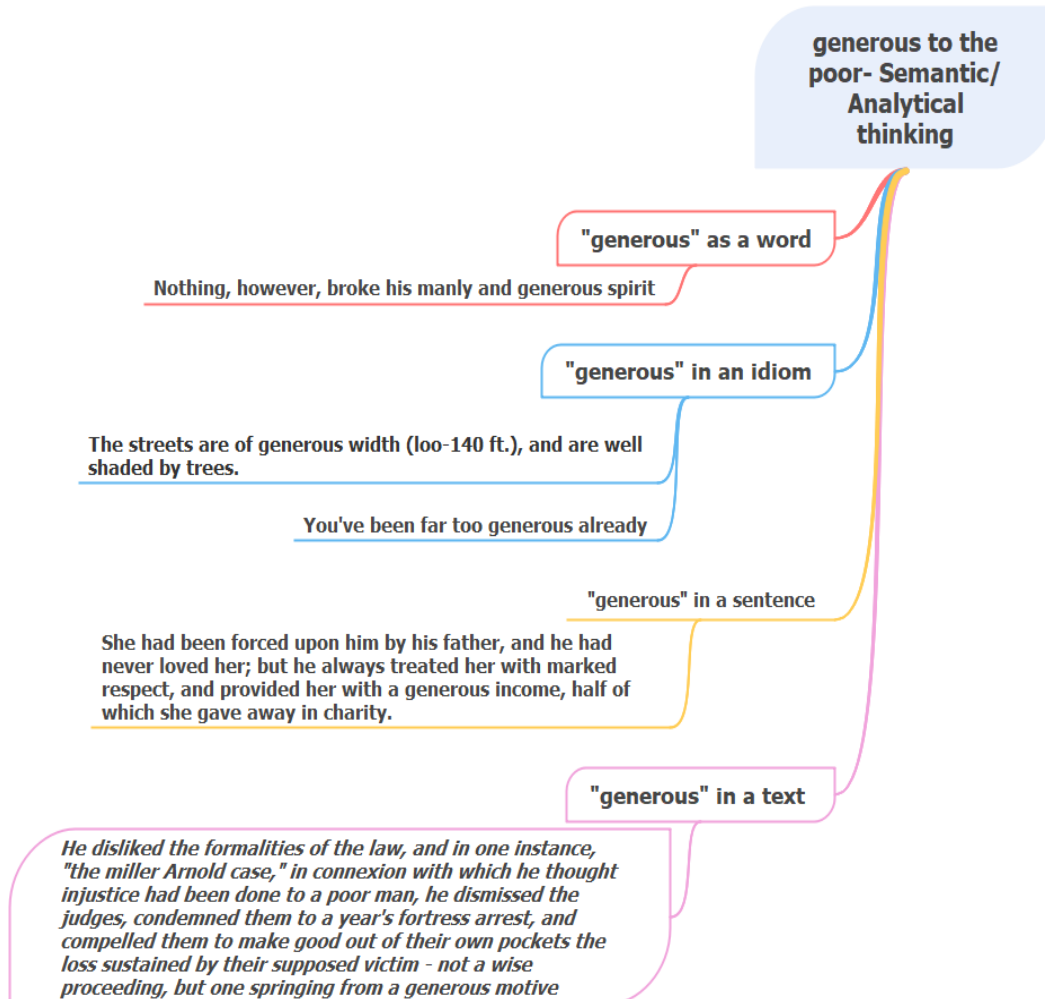 generous to the
poor- Semantic/
Analytical
thinking
"generous" as a word
Nothing, however, broke his manly and generous spirit
"generous" in an idiom
The streets are of generous width (loo-140 ft.), and are well
shaded by trees.
You've been far too generous already
"generous" in a sentence
She had been forced upon him by his father, and he had
never loved her; but he always treated her with marked
respect, and provided her with a generous income, half of
which she gave away in charity.
"generous" in a text
He disliked the formalities of the law, and in one instance,
"the miller Arnold case," in connexion with which he thought
injustice had been done to a poor man, he dismissed the
judges, condemned them to a year's fortress arrest, and
compelled them to make good out of their own pockets the
loss sustained by their supposed victim - not a wise
proceeding, but one springing from a generous motive